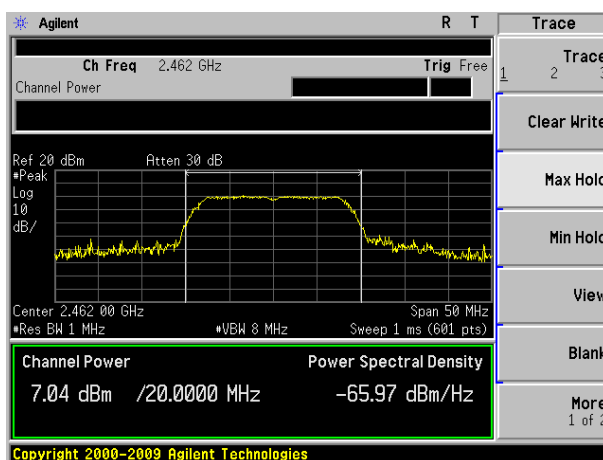 Agilent R T Trace
Ch Freq 2.462 GHz Trig Free
Channel Power
Trace
1 2 3
Clear Write
Max Hold
Min Hold
View
Blank
More
1 of 2
Ref 20 dBm Atten 30 dB
#Peak
Log
10
dB/
Center 2.462 00 GHz Span 50 MHz
#Res BW 1 MHz #VBW 8 MHz Sweep 1 ms (601 pts)
Channel Power Power Spectral Density
7.04 dBm /20.0000 MHz -65.97 dBm/Hz
Copyright 2000-2009 Agilent Technologies